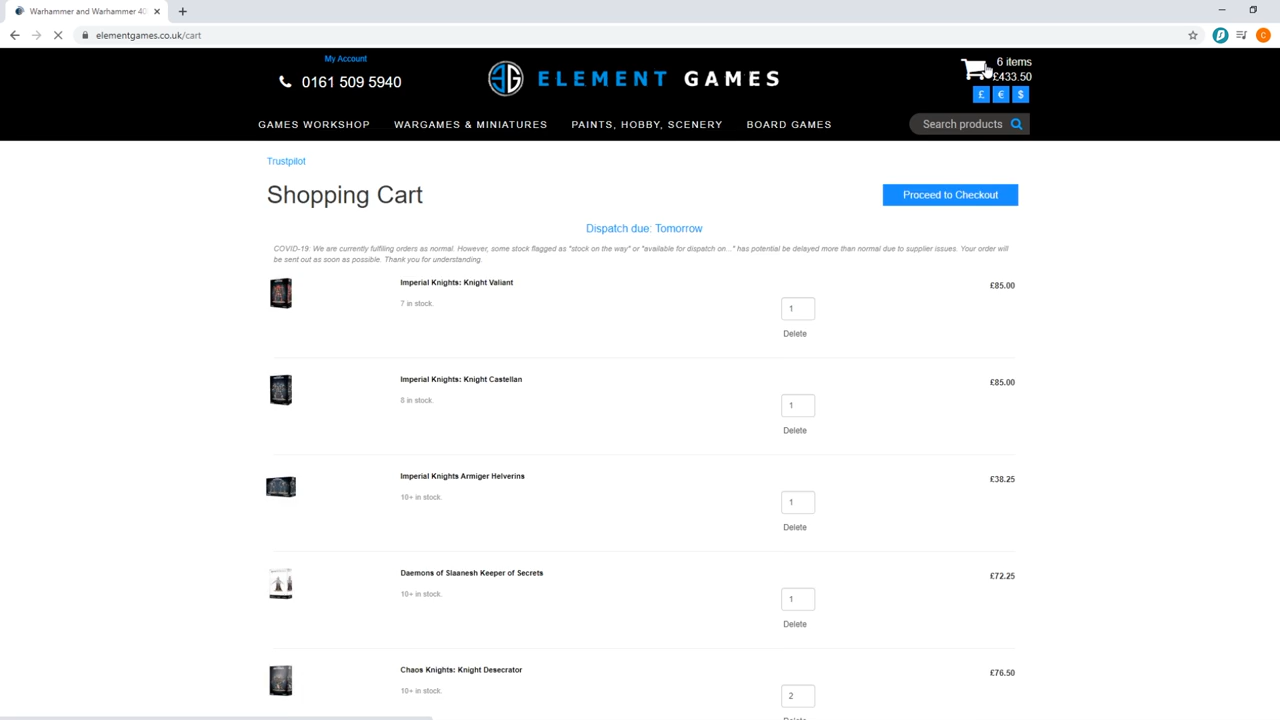 Warhammer and Warhammer 40
elementgames.co.uk/cart
C
My Account
0161 509 5940
ELEMENT GAMES
6 items
£433.50
£ € $
GAMES WORKSHOP WARGAMES & MINIATURES PAINTS, HOBBY, SCENERY BOARD GAMES
Search products
Trustpilot
Shopping Cart
Proceed to Checkout
Dispatch due: Tomorrow
COVID-19: We are currently fulfiling orders as normal. However, some stock flagged as "stock on the way" or "available for dispatch on..." has potential be delayed more than normal due to supplier issues. Your order
will be sent out as soon as possible. Thank you for understanding.
Imperial Knights: Knight Valiant
£85.00
7 in stock.
1
Delete
Imperial Knights: Knight Castellan
£85.00
8 in stock.
1
Delete
Imperial Knights Armiger Helverins
£38.25
10+ in stock.
1
Delete
Daemons of Slaanesh Keeper of Secrets
£72.25
10+ in stock.
1
Delete
Chaos Knights: Knight Desecrator
£76.50
10+ in stock.
2